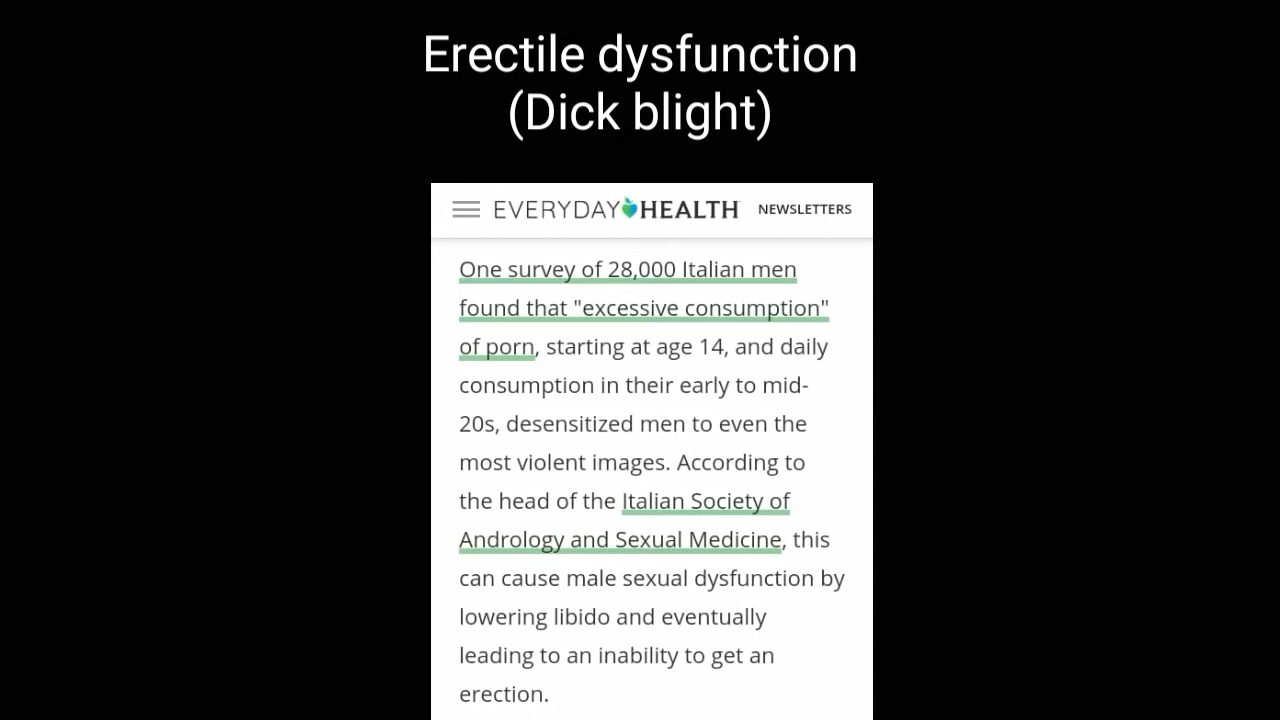 Erectile dysfunction
(Dick blight)
EVERYDAY HEALTH NEWSLETTERS
One survey of 28,000 Italian men
found that "excessive consumption"
of porn, starting at age 14, and daily
consumption in their early to mid-
20s, desensitized men to even the
most violent images. According to
the head of the Italian Society of
Andrology and Sexual Medicine, this
can cause male sexual dysfunction by
lowering libido and eventually
leading to an inability to get an
erection.